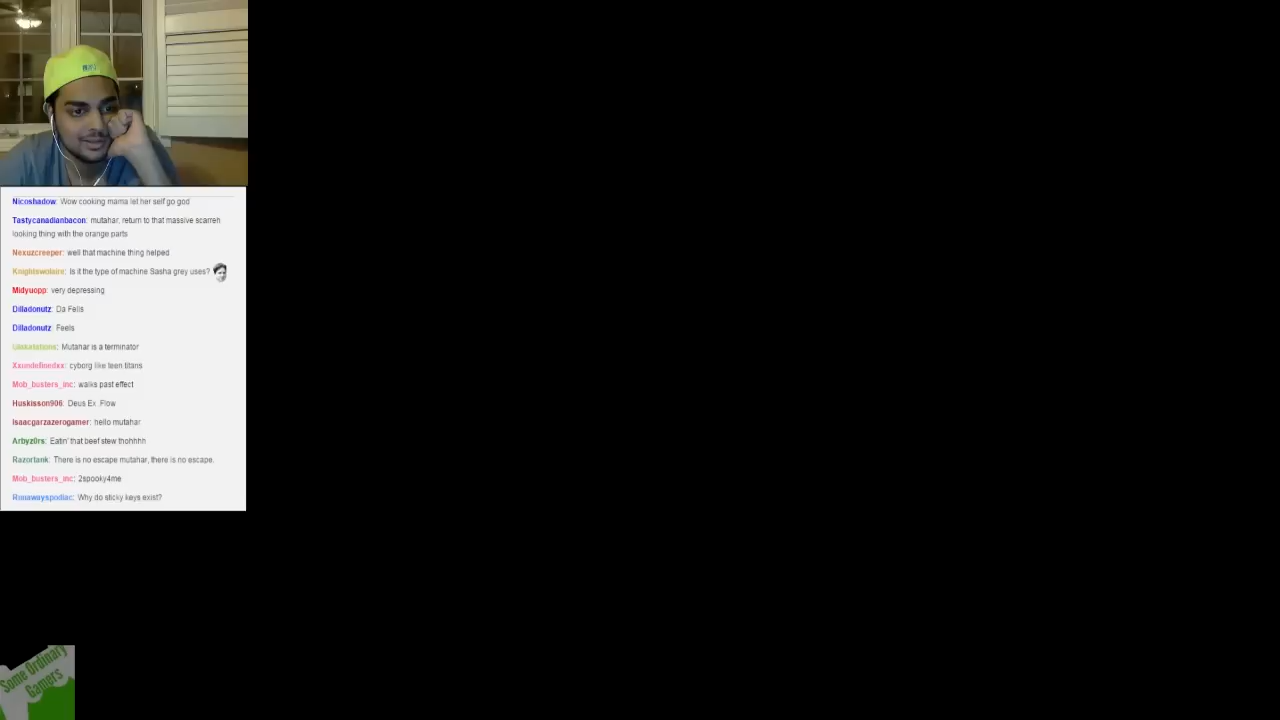 Nicoshadow: Wow cooking mama let her self go god
Tastycanadianbacon: mutahar, return to that massive scarreh
looking thing with the orange parts
Nexuzcreeper: well that machine thing helped
Knightswolaire: Is it the type of machine Sasha grey uses?
Midyuopp: very depressing
Dilladonutz: Da Fells
Dilladonutz: Feels
Mutahar is a terminator
Xxundefinedxx: cyborg like teen titans
Mob_busters_inc: walks past effect
Huskisson906: Deus Ex .Flow
Isaacgarzazerogamer: hello mutahar
Arbyz0rs: Eatin' that beef stew thohhhh
Razortank: There is no escape mutahar, there is no escape.
Mob_busters_inc: 2spooky4me
Ronawayspodiac: Why do sticky keys exist?
Some Ordinary
Gamers